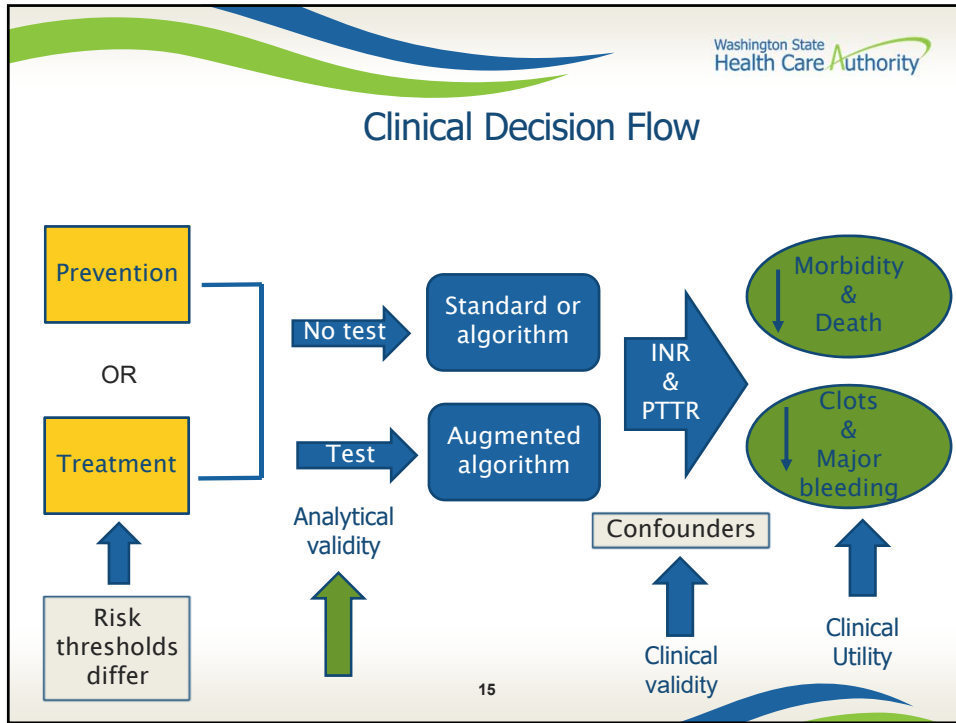 Washington State
Health Care Authority
Clinical Decision Flow
Prevention
OR
Treatment
Risk
thresholds
differ
No test
Test
Analytical
validity
Standard or
algorithm
Augmented
algorithm
INR
&
PTTR
Confounders
Clinical
validity
Morbidity
&
Death
Clots
&
Major
bleeding
Clinical
Utility
15